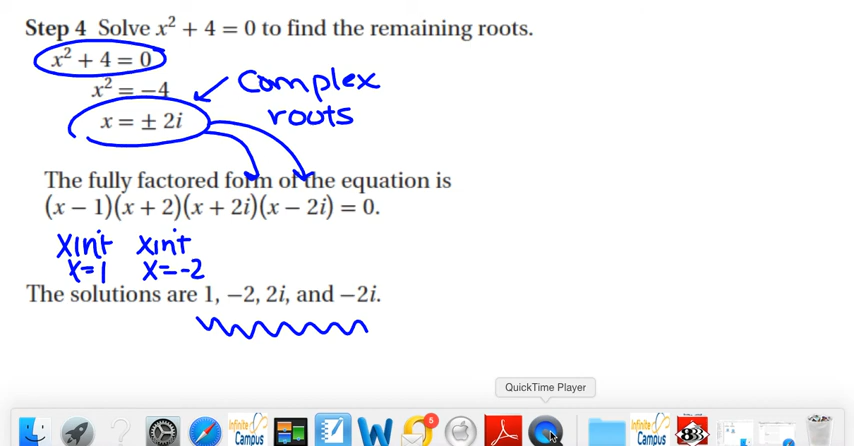 Step 4 Solve x² + 4 = 0 to find the remaining roots.
x² + 4 = 0
x² = −4
complex
roots
x = ± 2i
The fully factored form of the equation is
(x − 1)(x + 2)(x + 2i)(x − 2i) = 0.
xint xint
x=1 x=-2
The solutions are 1, −2, 2i, and −2i.
QuickTime Player
Infinite
Campus
W
5
Infinite
Campus
83